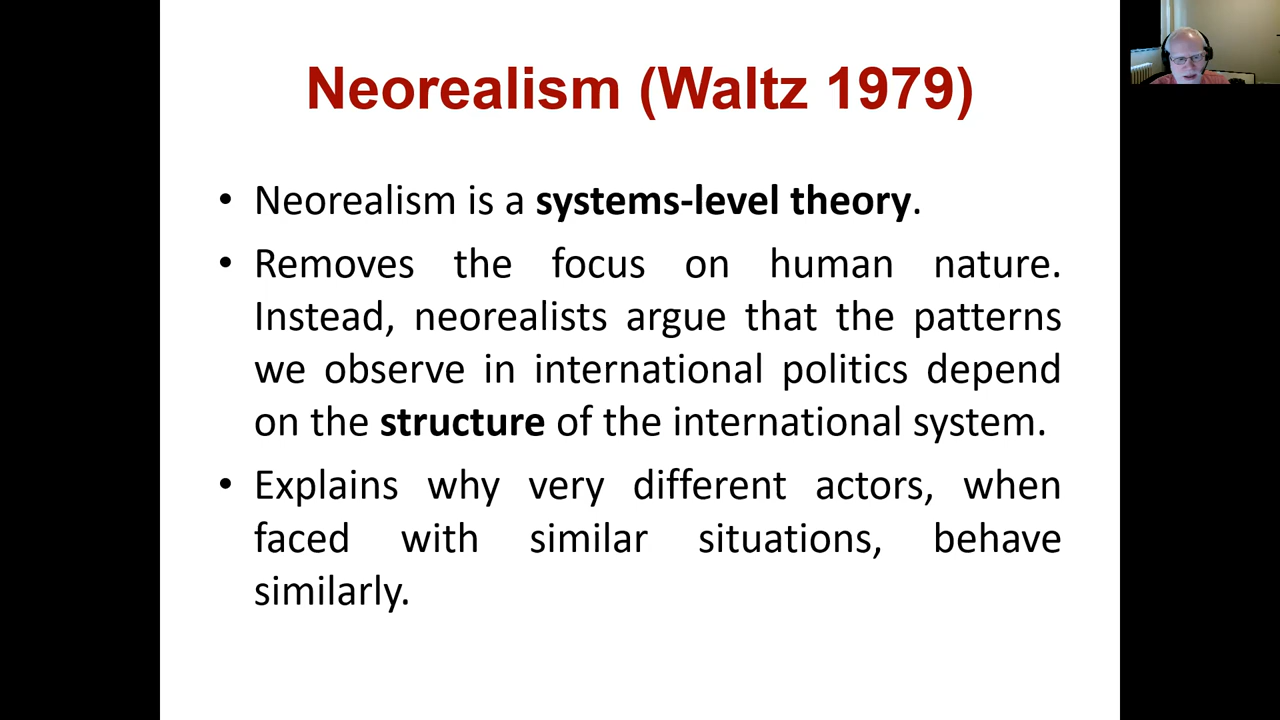 Neorealism (Waltz 1979)
• Neorealism is a systems-level theory.
• Removes the focus on human nature.
Instead, neorealists argue that the patterns
we observe in international politics depend
on the structure of the international system.
• Explains why very different actors, when
faced with similar situations, behave
similarly.